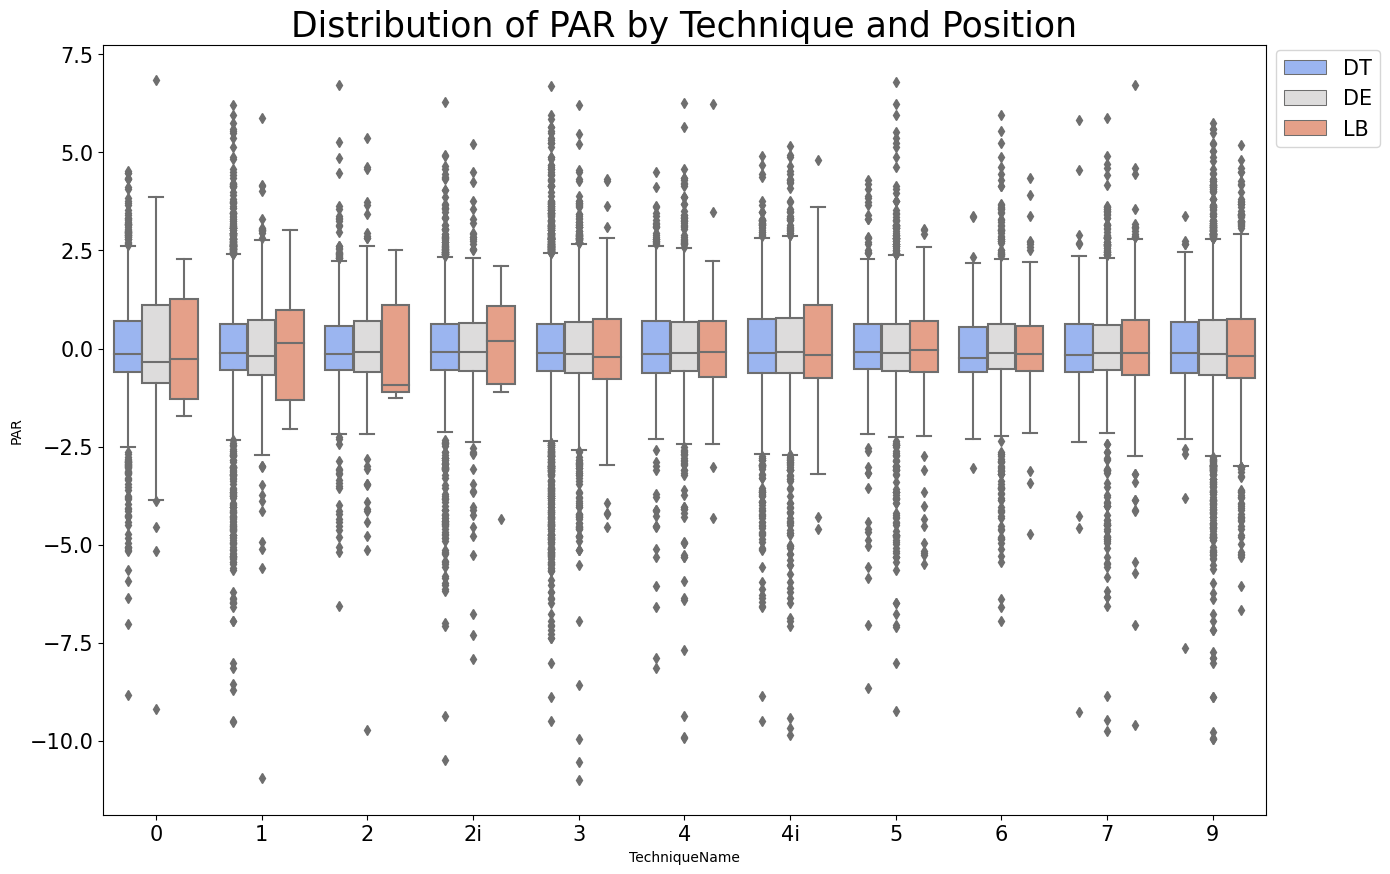 Distribution of PAR by Technique and Position
DT
DE
LB
7.5
5.0
2.5
0.0
−2.5
−5.0
−7.5
−10.0
PAR
0 1 2 2i 3 4 4i 5 6 7 9
TechniqueName